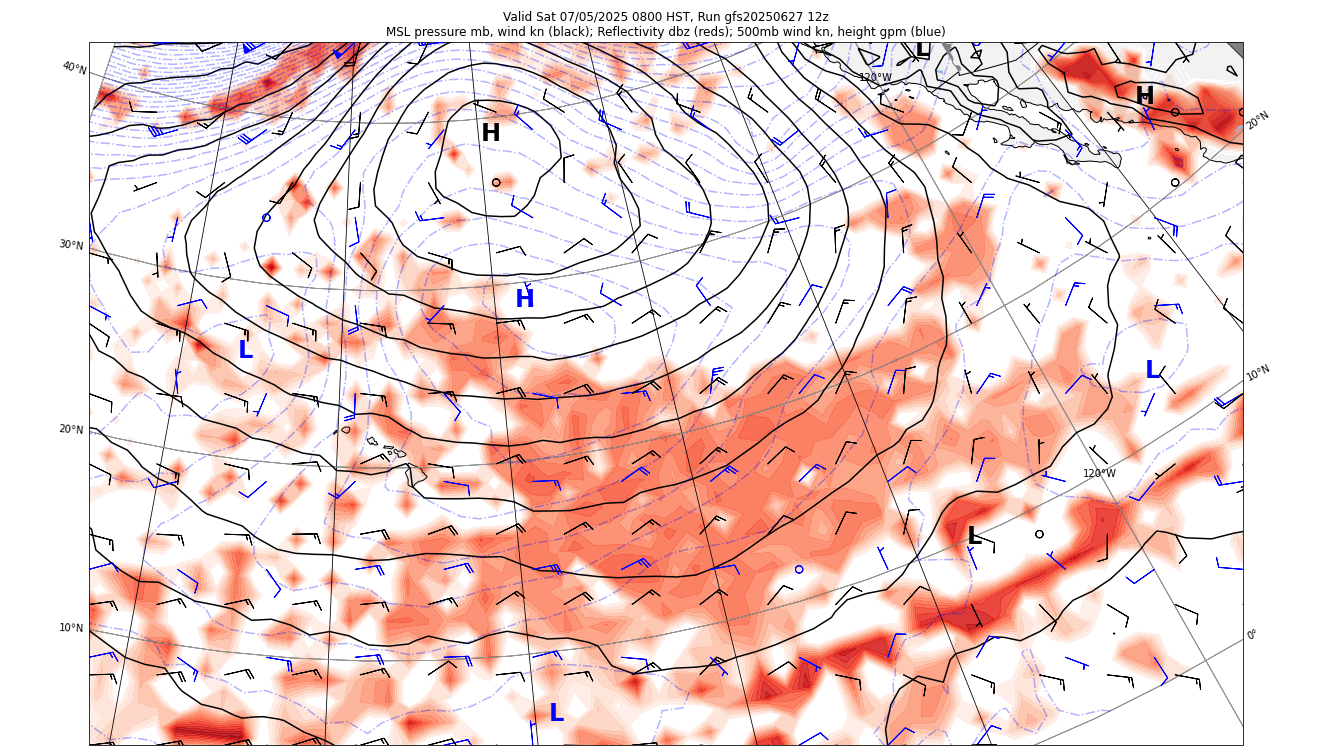 Valid Sat 07/05/2025 0800 HST, Run gfs20250627 12z
MSL pressure mb, wind kn (black); Reflectivity dbz (reds); 500mb wind kn, height gpm (blue)
L
40°N
120°W
H
20°N
H
30°N
H
L
L
10°N
20°N
120°W
L
10°N
0°
L